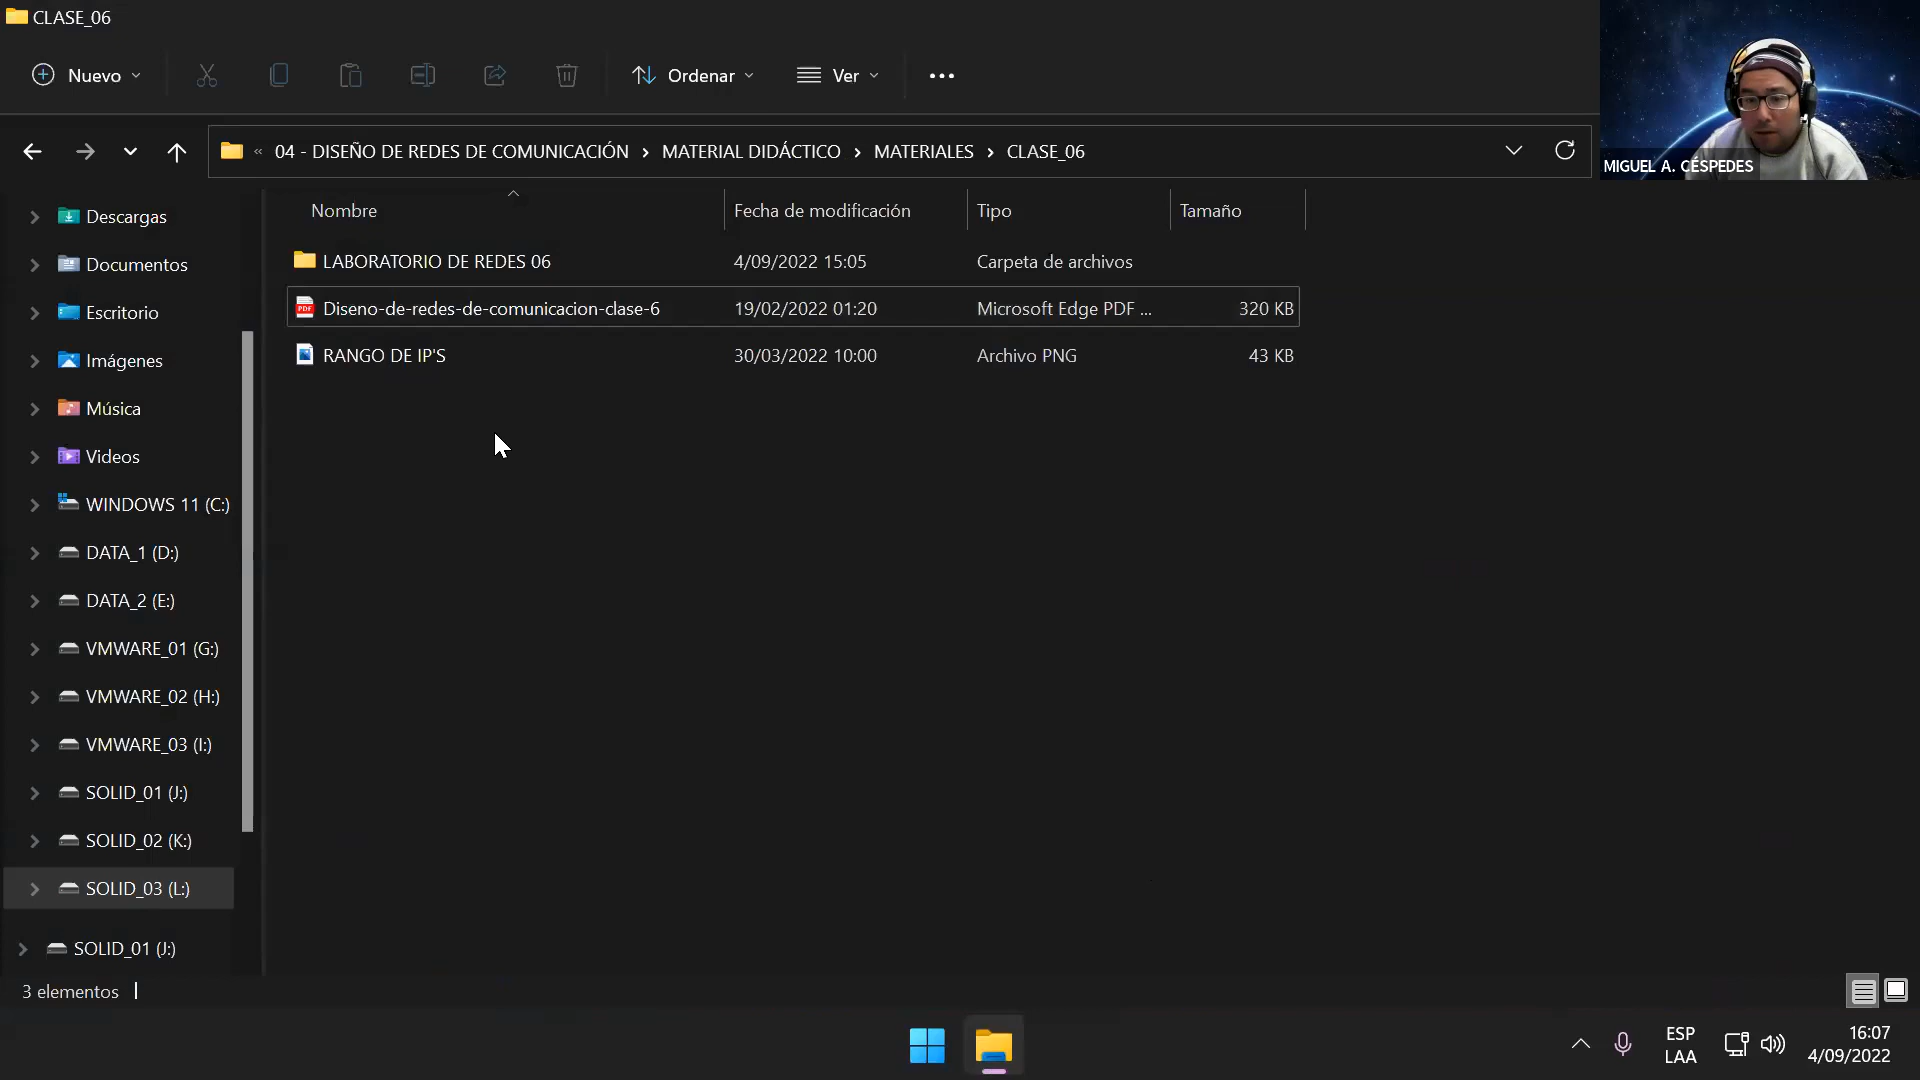 CLASE_06
Nuevo
Ordenar
Ver
« 04 - DISEÑO DE REDES DE COMUNICACIÓN > MATERIAL DIDÁCTICO > MATERIALES > CLASE_06
MIGUEL A. CÉSPEDES
Nombre Fecha de modificación Tipo Tamaño
LABORATORIO DE REDES 06 4/09/2022 15:05 Carpeta de archivos
PDF Diseno-de-redes-de-comunicacion-clase-6 19/02/2022 01:20 Microsoft Edge PDF ... 320 KB
RANGO DE IP'S 30/03/2022 10:00 Archivo PNG 43 KB
Descargas
Documentos
Escritorio
Imágenes
Música
Videos
WINDOWS 11 (C:)
DATA_1 (D:)
DATA_2 (E:)
VMWARE_01 (G:)
VMWARE_02 (H:)
VMWARE_03 (I:)
SOLID_01 (J:)
SOLID_02 (K:)
SOLID_03 (L:)
SOLID_01 (J:)
3 elementos
ESP
LAA
16:07
4/09/2022